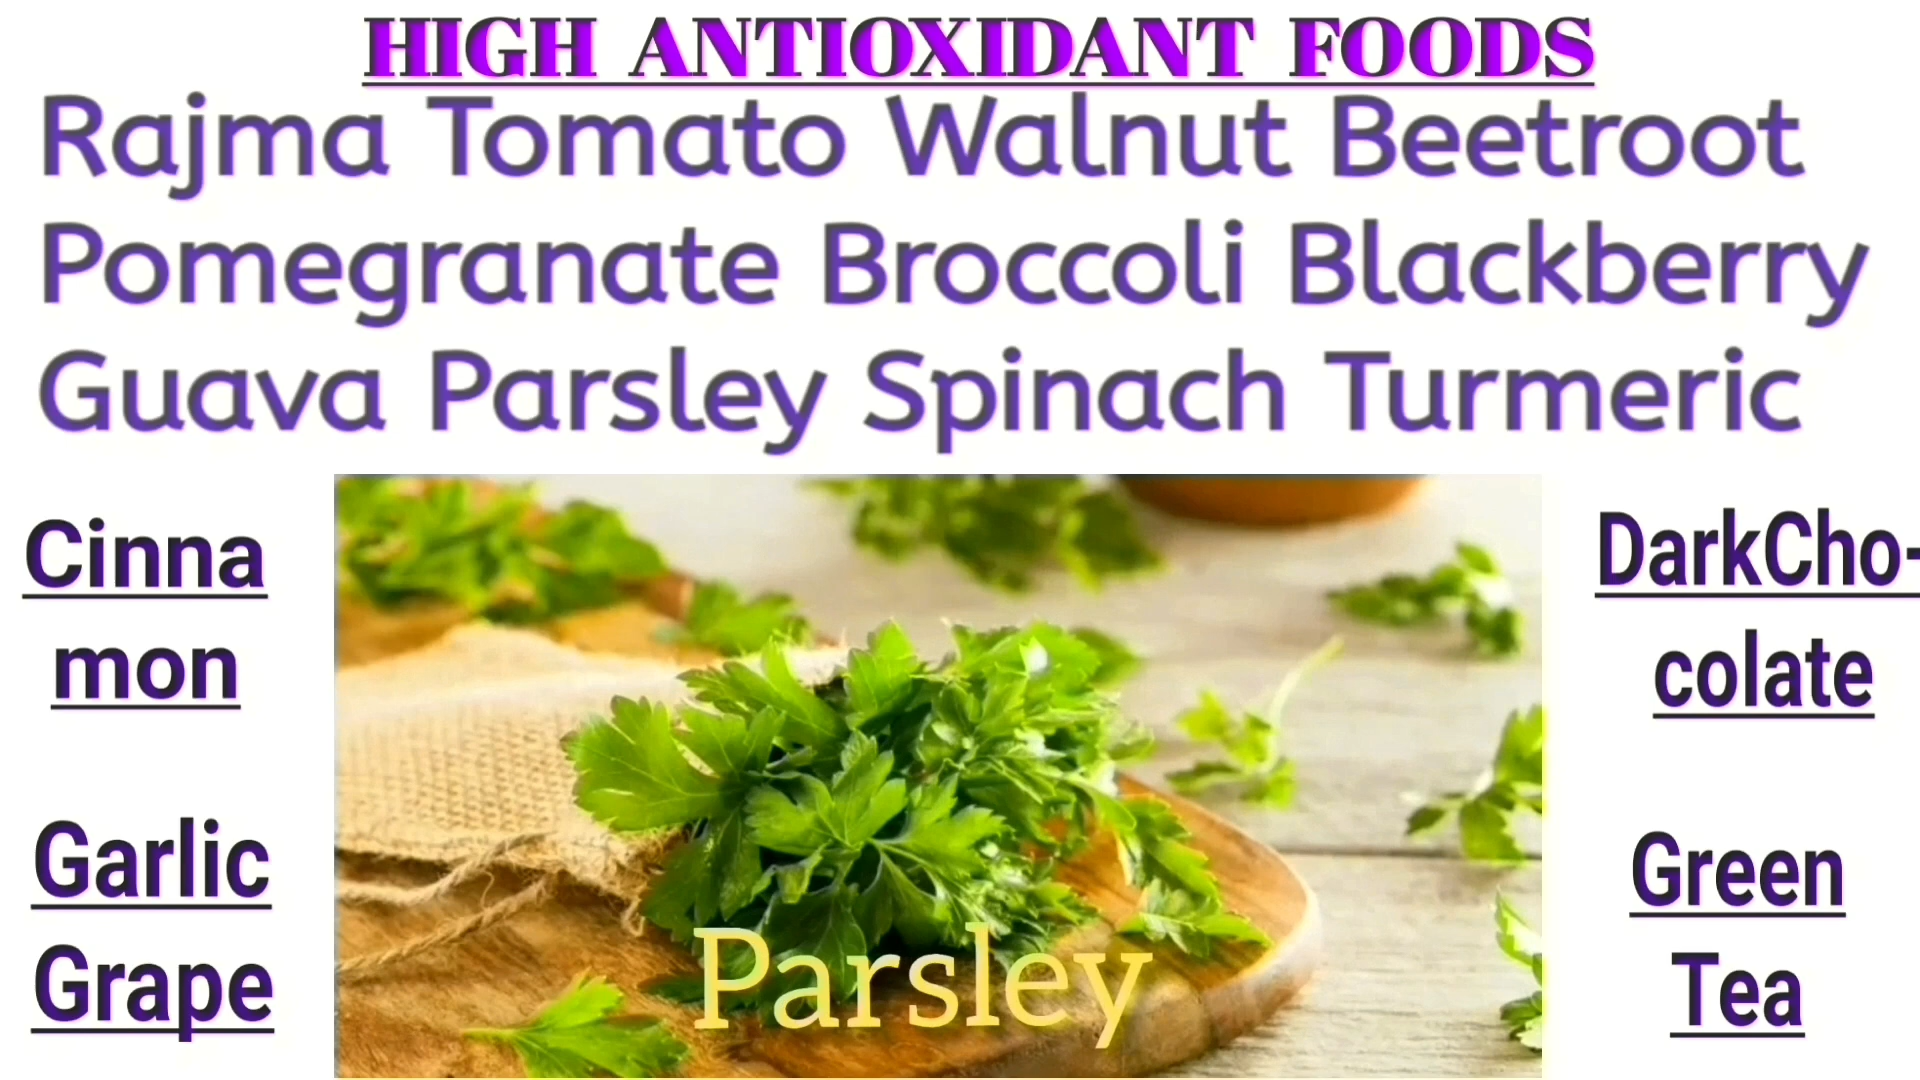 HIGH ANTIOXIDANT FOODS
Rajma Tomato Walnut Beetroot
Pomegranate Broccoli Blackberry
Guava Parsley Spinach Turmeric
Cinna
mon
Garlic
Grape
Parsley
DarkCho-
colate
Green
Tea